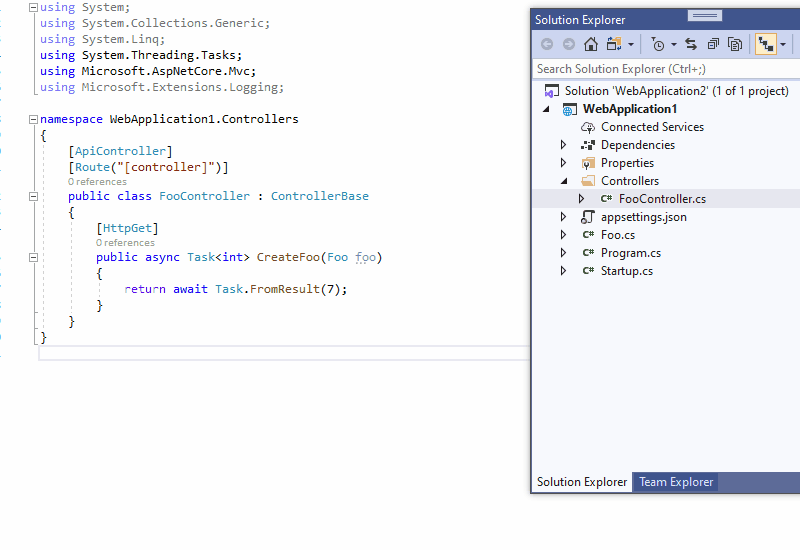 using System;
using System.Collections.Generic;
using System.Linq;
using System.Threading.Tasks;
using Microsoft.AspNetCore.Mvc;
using Microsoft.Extensions.Logging;
namespace WebApplication1.Controllers
{
[ApiController]
[Route("[controller]")]
0 references
public class FooController : ControllerBase
{
[HttpGet]
0 references
public async Task<int> CreateFoo(Foo foo)
{
return await Task.FromResult(7);
}
}
}
Solution Explorer
Search Solution Explorer (Ctrl+;)
Solution 'WebApplication2' (1 of 1 project)
WebApplication1
Connected Services
Dependencies
Properties
Controllers
C# FooController.cs
appsettings.json
C# Foo.cs
C# Program.cs
C# Startup.cs
Solution Explorer Team Explorer